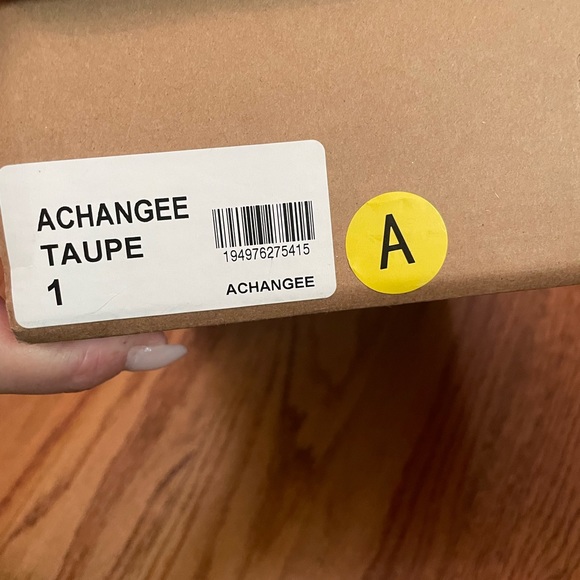 ACHANGEE
TAUPE
1
194976275415
ACHANGEE
A